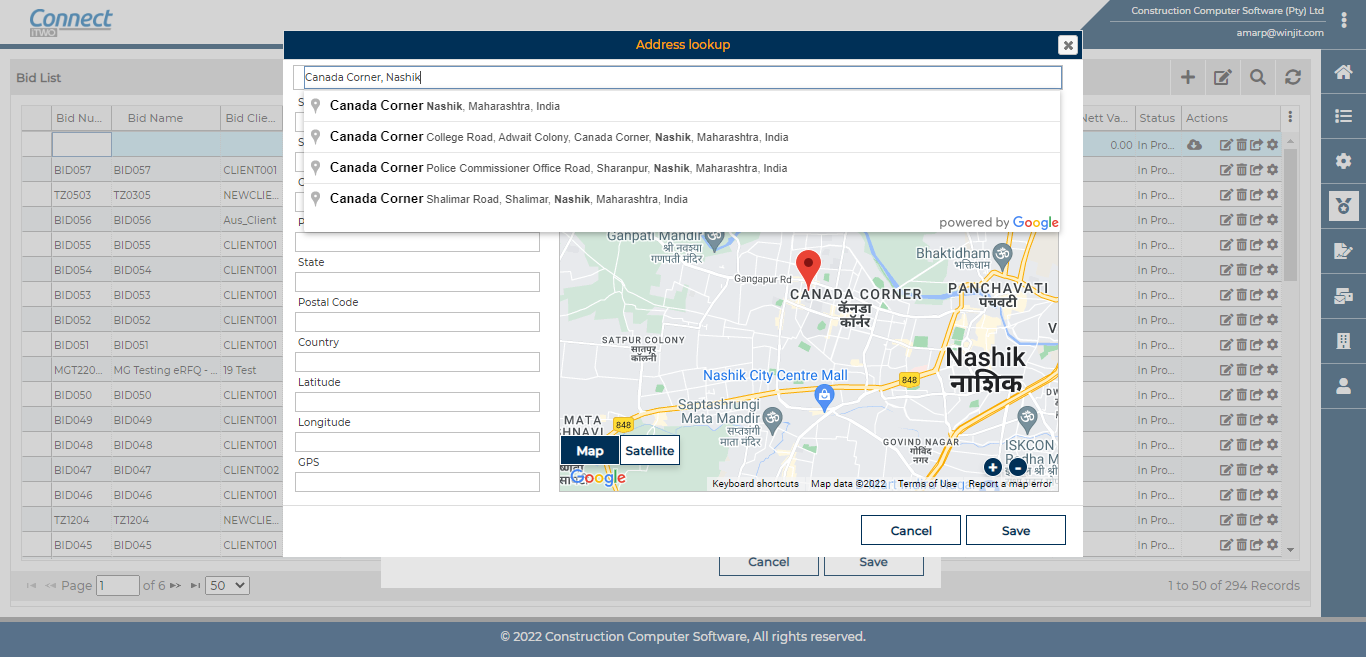 Connect
iTWO
Construction Computer Software (Pty) Ltd
amarp@winjit.com
Address lookup
Bid List
Canada Corner, Nashik
Canada Corner Nashik, Maharashtra, India
Canada Corner College Road, Adwait Colony, Canada Corner, Nashik, Maharashtra, India
Canada Corner Police Commissioner Office Road, Sharanpur, Nashik, Maharashtra, India
Canada Corner Shalimar Road, Shalimar, Nashik, Maharashtra, India
powered by Google
State
Postal Code
Country
Latitude
Longitude
GPS
Ganpati Mandir
श्री नवश्या
गणपती मंदिर
Gangapur Rd
Bhaktidham
भक्तिधाम
CANADA CORNER
कॅनडा
कॉर्नर
PANCHAVATI
पंचवटी
SATPUR COLONY
सातपूर
कॉलनी
Nashik
नाशिक
Nashik City Centre Mall
848
Saptashrungi
Mata Mandir
सप्तशंगी
माता मंदिर
MATA
848
GOVIND NAGAR
गोविंद
नगर
ISKCON
Map
Satellite
Google
Keyboard shortcuts
Map data ©2022
Terms of Use
Report a map error
Cancel
Save
Bid Nu... Bid Name Bid Clie... Nett Va... Status Actions
0.00 In Pro...
BID057 BID057 CLIENT001 In Pro...
TZ0503 TZ0305 NEWCLIE... In Pro...
BID056 BID056 Aus_Client In Pro...
BID055 BID055 CLIENT001 In Pro...
BID054 BID054 CLIENT001 In Pro...
BID053 BID053 CLIENT001 In Pro...
BID052 BID052 CLIENT001 In Pro...
BID051 BID051 CLIENT001 In Pro...
MGT220... MG Testing eRFQ - ... 19 Test In Pro...
BID050 BID050 CLIENT001 In Pro...
BID049 BID049 CLIENT001 In Pro...
BID048 BID048 CLIENT001 In Pro...
BID047 BID047 CLIENT002 In Pro...
BID046 BID046 CLIENT001 In Pro...
TZ1204 TZ1204 NEWCLIE... In Pro...
BID045 BID045 CLIENT001 In Pro...
Cancel
Save
Page 1 of 6 50
1 to 50 of 294 Records
© 2022 Construction Computer Software, All rights reserved.